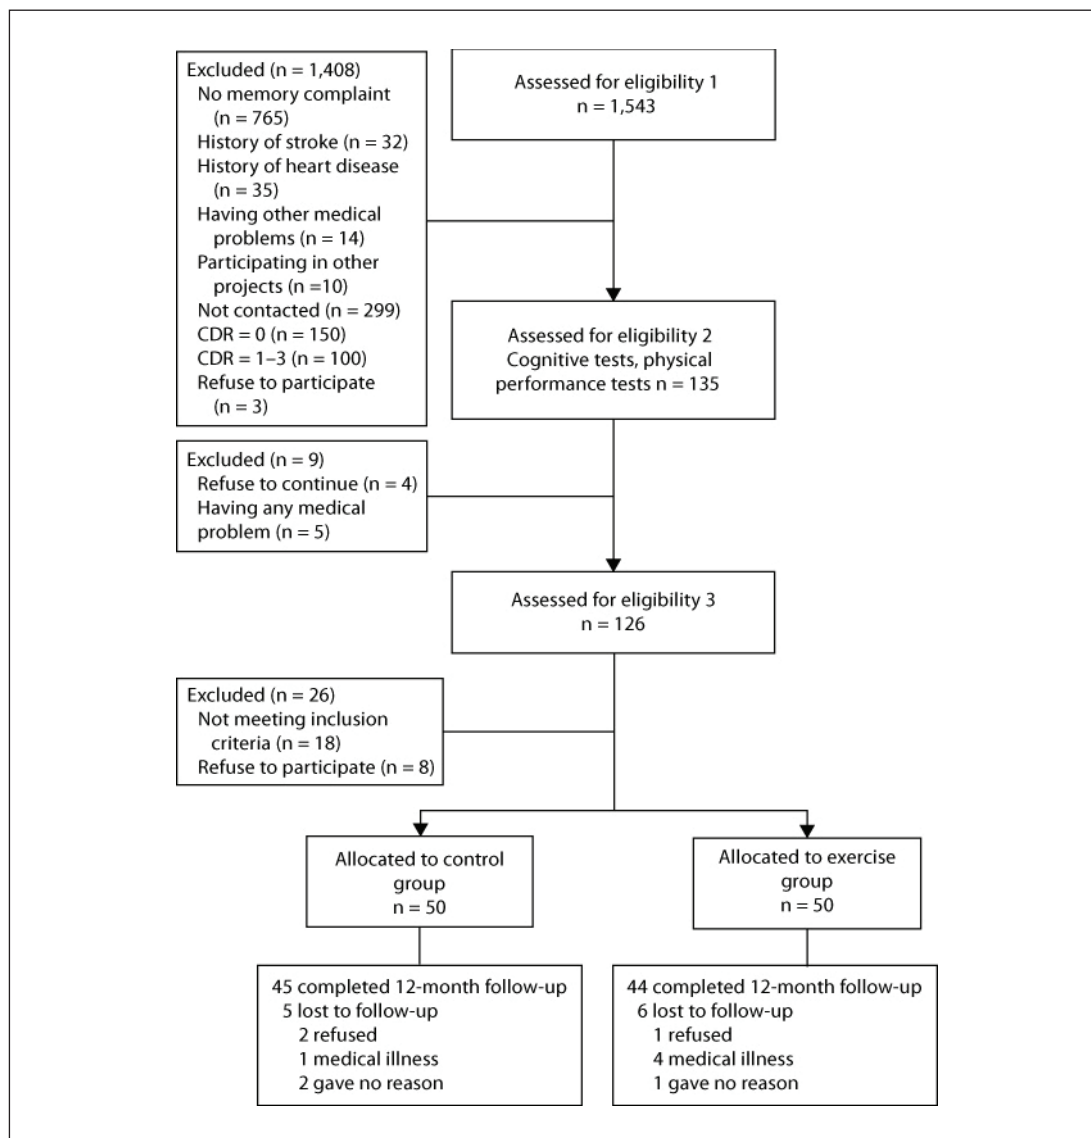 Assessed for eligibility 1
n = 1,543
Excluded (n = 1,408)
No memory complaint
(n = 765)
History of stroke (n = 32)
History of heart disease
(n = 35)
Having other medical
problems (n = 14)
Participating in other
projects (n =10)
Not contacted (n = 299)
CDR = 0 (n = 150)
CDR = 1–3 (n = 100)
Refuse to participate
(n = 3)
Assessed for eligibility 2
Cognitive tests, physical
performance tests n = 135
Excluded (n = 9)
Refuse to continue (n = 4)
Having any medical
problem (n = 5)
Assessed for eligibility 3
n = 126
Excluded (n = 26)
Not meeting inclusion
criteria (n = 18)
Refuse to participate (n = 8)
Allocated to control
group
n = 50
Allocated to exercise
group
n = 50
45 completed 12-month follow-up
5 lost to follow-up
2 refused
1 medical illness
2 gave no reason
44 completed 12-month follow-up
6 lost to follow-up
1 refused
4 medical illness
1 gave no reason